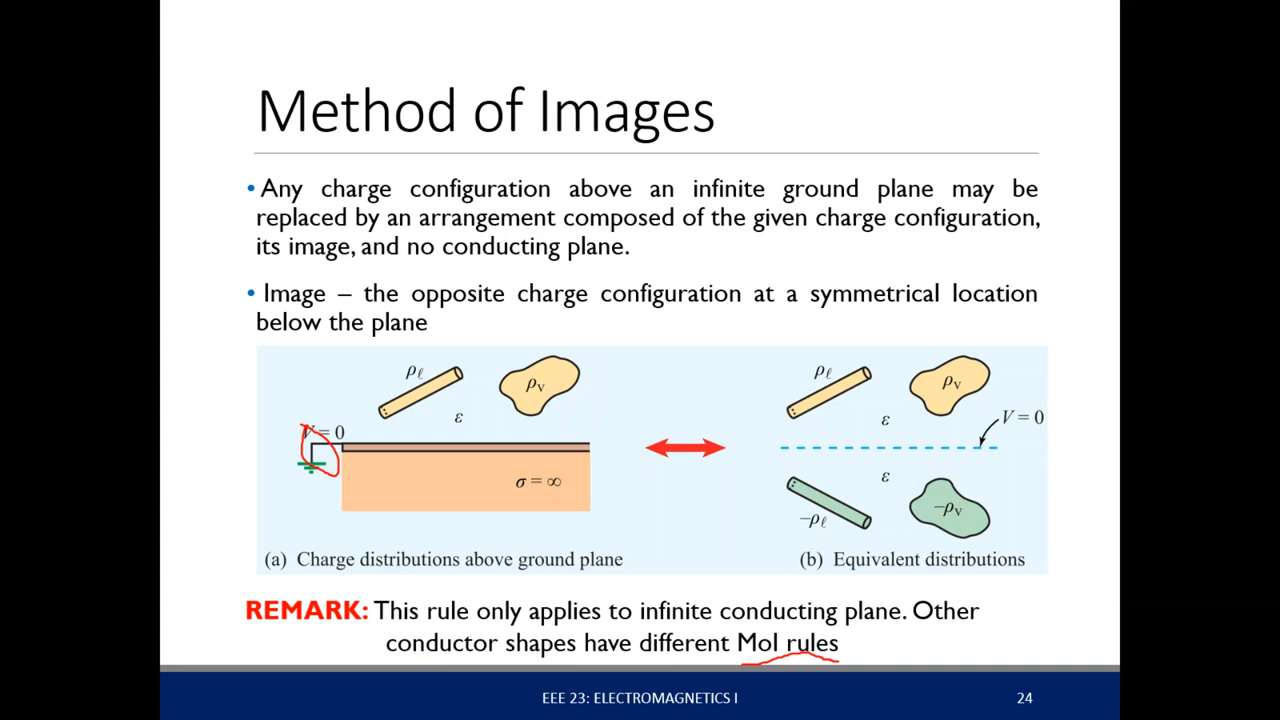 Method of Images
• Any charge configuration above an infinite ground plane may be
replaced by an arrangement composed of the given charge configuration,
its image, and no conducting plane.
• Image – the opposite charge configuration at a symmetrical location
below the plane
ρℓ
ρv
ε
V = 0
σ = ∞
(a) Charge distributions above ground plane
ρℓ
ρv
ε
V = 0
ε
−ρℓ
−ρv
(b) Equivalent distributions
REMARK: This rule only applies to infinite conducting plane. Other
conductor shapes have different MoI rules
EEE 23: ELECTROMAGNETICS I
24